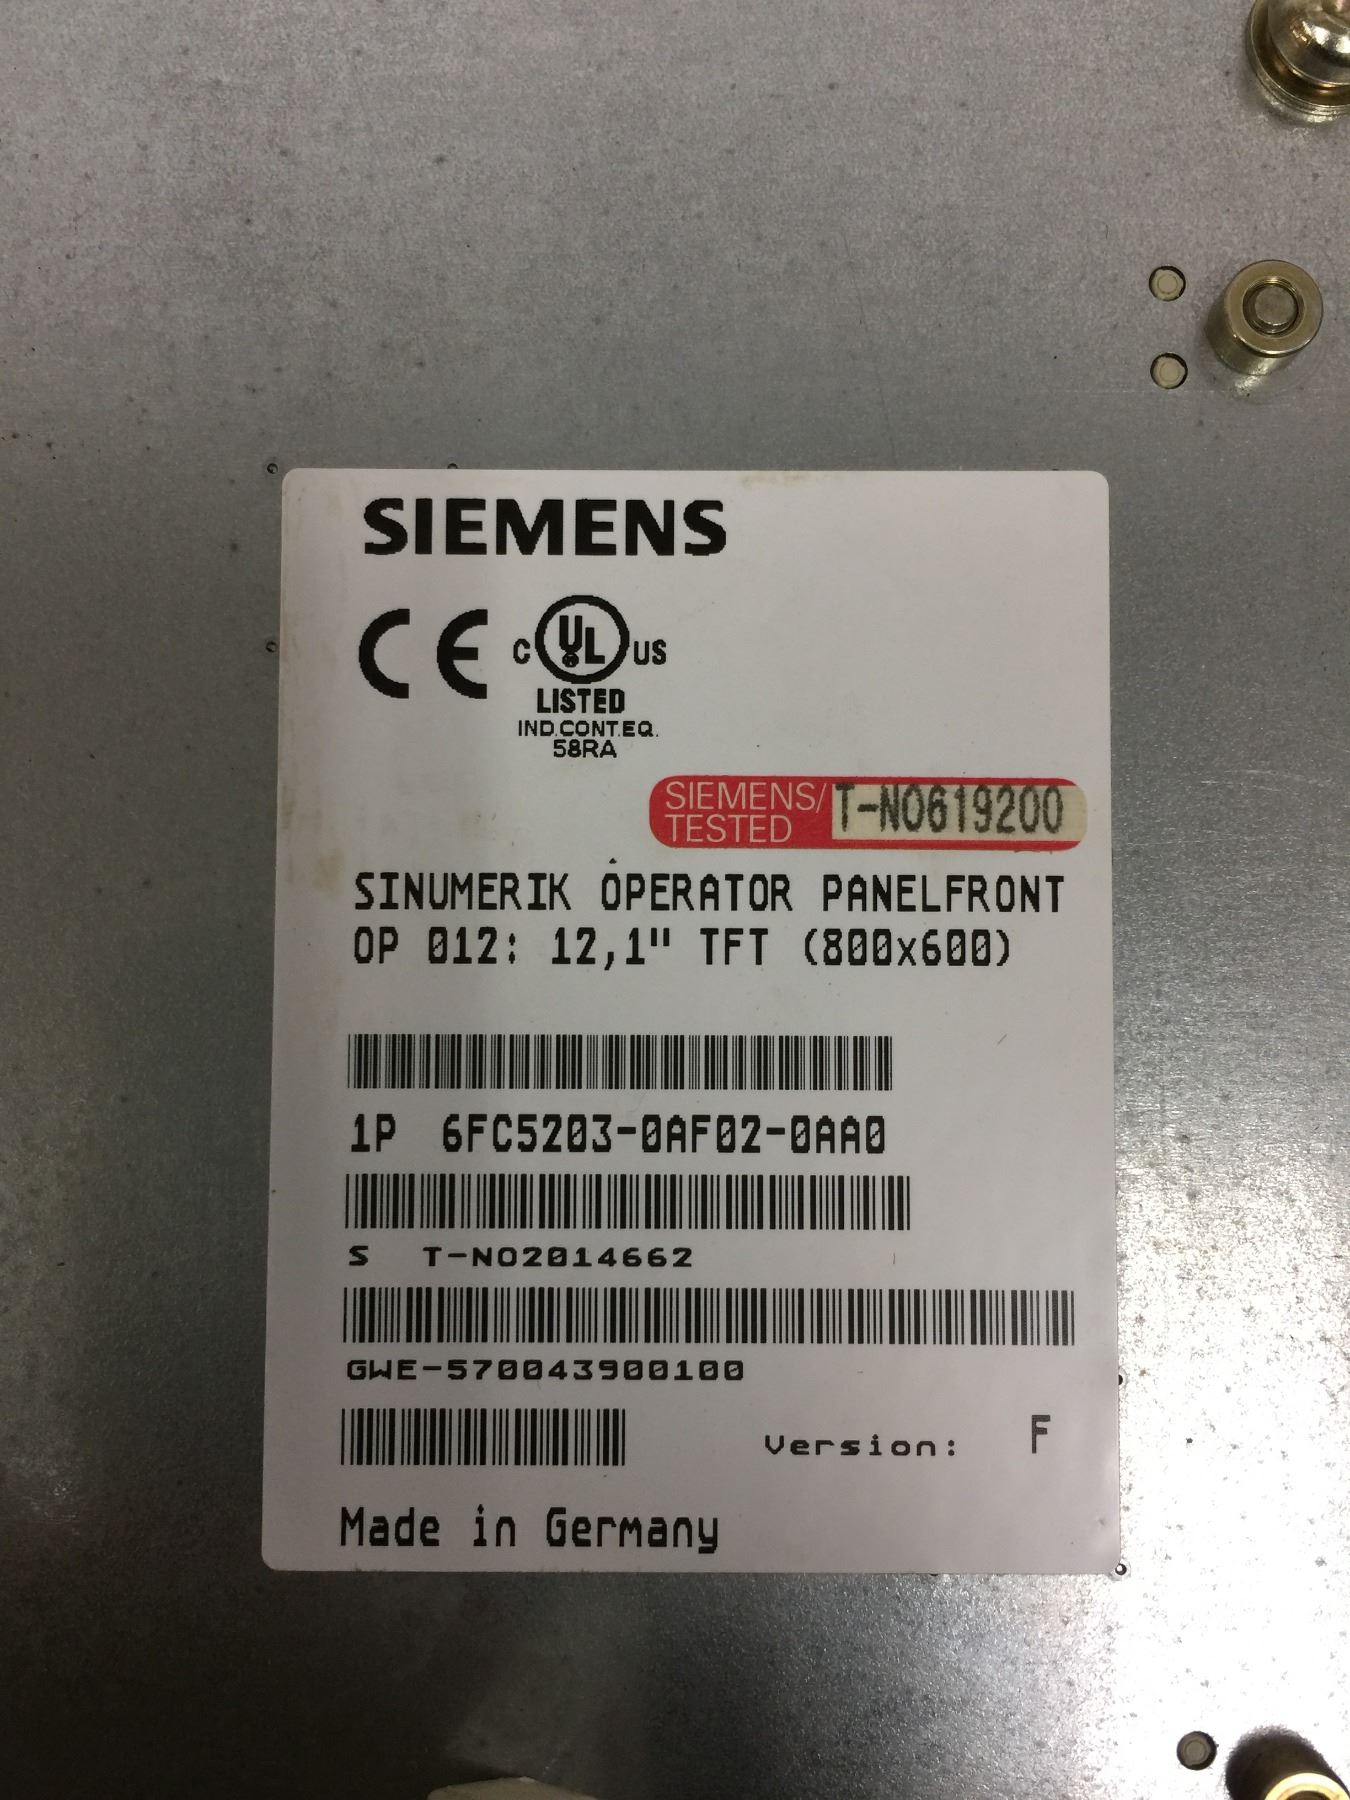 SIEMENS
CE
C UL US
®
LISTED
IND.CONT.EQ.
58RA
SIEMENS/ T-N0619200
TESTED
SINUMERIK OPERATOR PANELFRONT
OP 012: 12,1" TFT (800x600)
1P 6FC5203-0AF02-0AA0
S T-NO2014662
GWE-570043900100
Version: F
Made in Germany